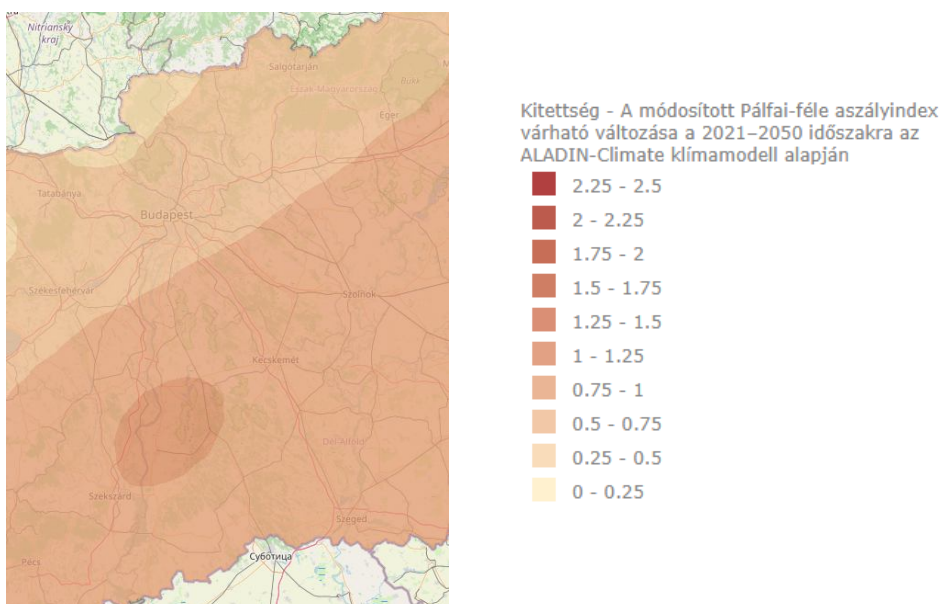 Nitriansky
kraj
Salgótarján
Bükk
Észak-Magyarország
Eger
Tatabánya
Budapest
Székesfehérvár
Szolnok
Kecskemét
Dél-Alföld
Szekszárd
Szeged
Суботица
Pécs
Kitettség - A módosított Pálfai-féle aszályindex
várható változása a 2021–2050 időszakra az
ALADIN-Climate klímamodell alapján
2.25 - 2.5
2 - 2.25
1.75 - 2
1.5 - 1.75
1.25 - 1.5
1 - 1.25
0.75 - 1
0.5 - 0.75
0.25 - 0.5
0 - 0.25